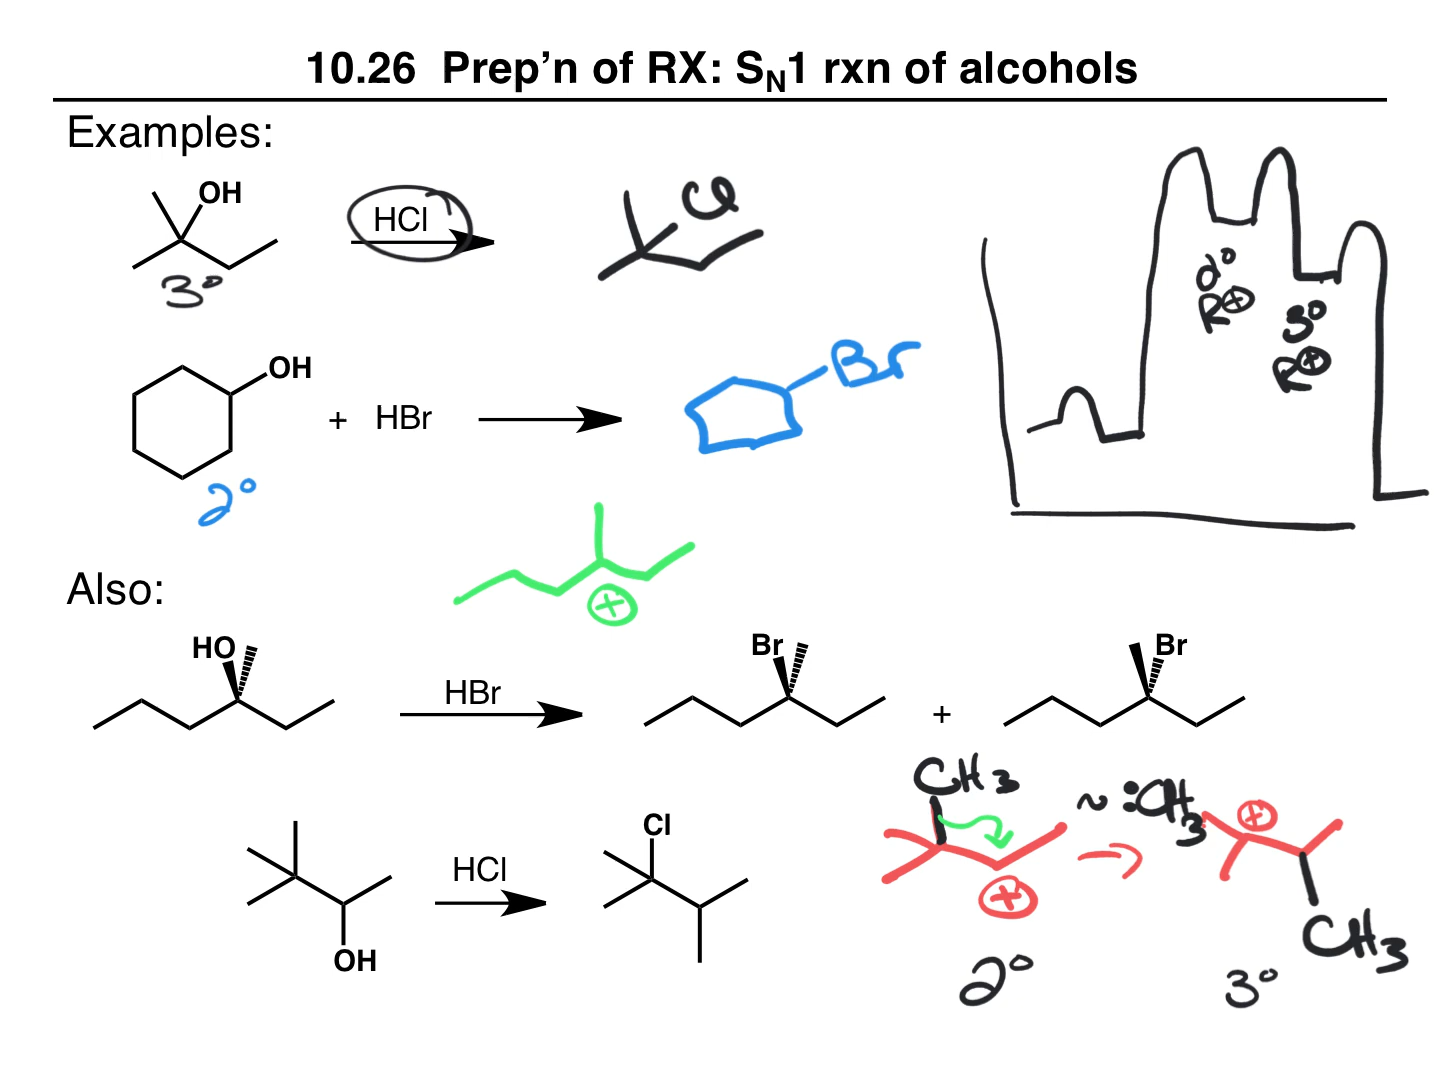 10.26 Prep'n of RX: SN1 rxn of alcohols
Examples:
OH
HCl
Cl
3°
2°
R⊕
3°
R⊕
OH
+ HBr
Br
2°
⊕
Also:
HO
HBr
Br
+
Br
CH3
~ :CH3
⊕
⊕
Cl
HCl
OH
CH3
2°
3°